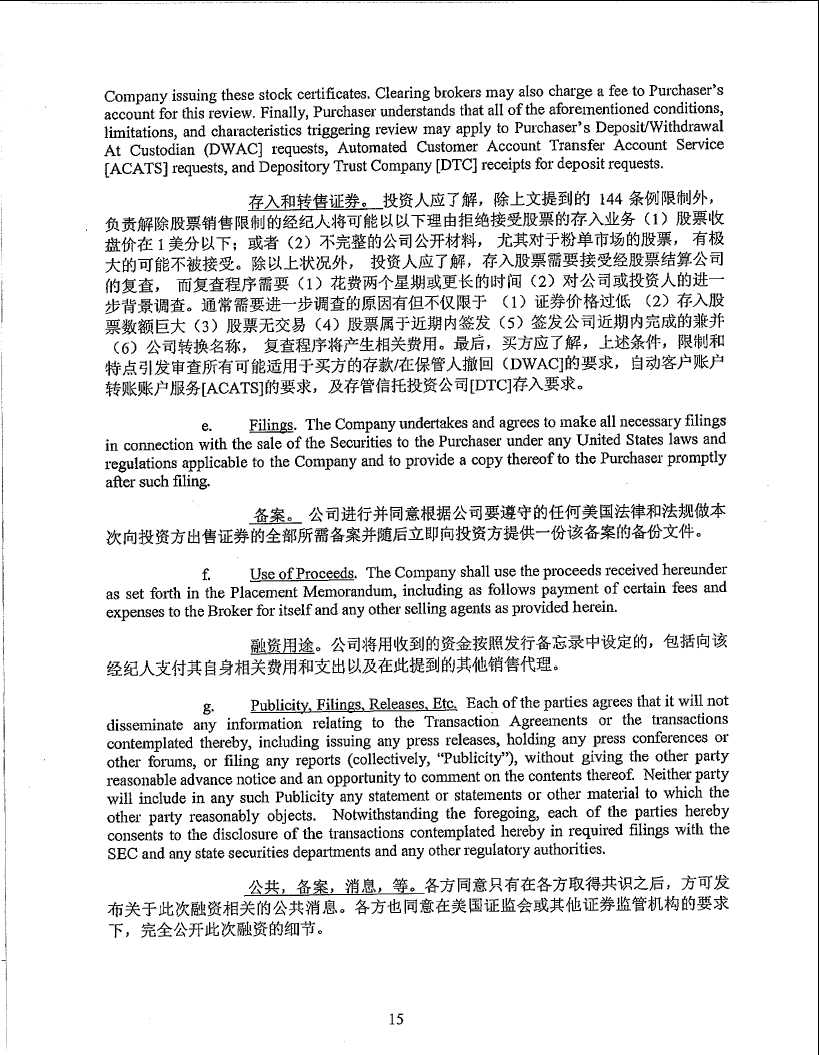 Company issuing these stock certificates. Clearing brokers may also charge a fee to Purchaser's
account for this review. Finally, Purchaser understands that all of the aforementioned conditions,
limitations, and characteristics triggering review may apply to Purchaser's Deposit/Withdrawal
At Custodian (DWAC] requests, Automated Customer Account Transfer Account Service
[ACATS] requests, and Depository Trust Company [DTC] receipts for deposit requests.
存入和转售证券。 投资人应了解，除上文提到的 144 条例限制外，
负责解除股票销售限制的经纪人将可能以以下理由拒绝接受股票的存入业务（1）股票收
盘价在 1 美分以下；或者（2）不完整的公司公开材料， 尤其对于粉单市场的股票， 有极
大的可能不被接受。除以上状况外， 投资人应了解，存入股票需要接受经股票结算公司
的复查， 而复查程序需要（1）花费两个星期或更长的时间（2）对公司或投资人的进一
步背景调查。通常需要进一步调查的原因有但不仅限于 （1）证券价格过低 （2）存入股
票数额巨大（3）股票无交易（4）股票属于近期内签发（5）签发公司近期内完成的兼并
（6）公司转换名称， 复查程序将产生相关费用。最后，买方应了解，上述条件，限制和
特点引发审查所有可能适用于买方的存款/在保管人撤回（DWAC]的要求，自动客户账户
转账账户服务[ACATS]的要求，及存管信托投资公司[DTC]存入要求。
e. Filings. The Company undertakes and agrees to make all necessary filings
in connection with the sale of the Securities to the Purchaser under any United States laws and
regulations applicable to the Company and to provide a copy thereof to the Purchaser promptly
after such filing.
备案。 公司进行并同意根据公司要遵守的任何美国法律和法规做本
次向投资方出售证券的全部所需备案并随后立即向投资方提供一份该备案的备份文件。
f. Use of Proceeds. The Company shall use the proceeds received hereunder
as set forth in the Placement Memorandum, including as follows payment of certain fees and
expenses to the Broker for itself and any other selling agents as provided herein.
融资用途。公司将用收到的资金按照发行备忘录中设定的，包括向该
经纪人支付其自身相关费用和支出以及在此提到的其他销售代理。
g. Publicity, Filings, Releases, Etc. Each of the parties agrees that it will not
disseminate any information relating to the Transaction Agreements or the transactions
contemplated thereby, including issuing any press releases, holding any press conferences or
other forums, or filing any reports (collectively, “Publicity”), without giving the other party
reasonable advance notice and an opportunity to comment on the contents thereof. Neither party
will include in any such Publicity any statement or statements or other material to which the
other party reasonably objects. Notwithstanding the foregoing, each of the parties hereby
consents to the disclosure of the transactions contemplated hereby in required filings with the
SEC and any state securities departments and any other regulatory authorities.
公共，备案，消息，等。各方同意只有在各方取得共识之后，方可发
布关于此次融资相关的公共消息。各方也同意在美国证监会或其他证券监管机构的要求
下，完全公开此次融资的细节。
15